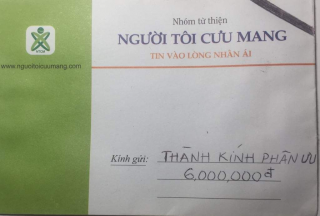 Nhóm từ thiện
NGƯỜI TÔI CƯU MANG
TIN VÀO LÒNG NHÂN ÁI
www.nguoitoicuumang.com
Kính gửi: THÀNH KÍNH PHÂN ƯU
6,000,000đ